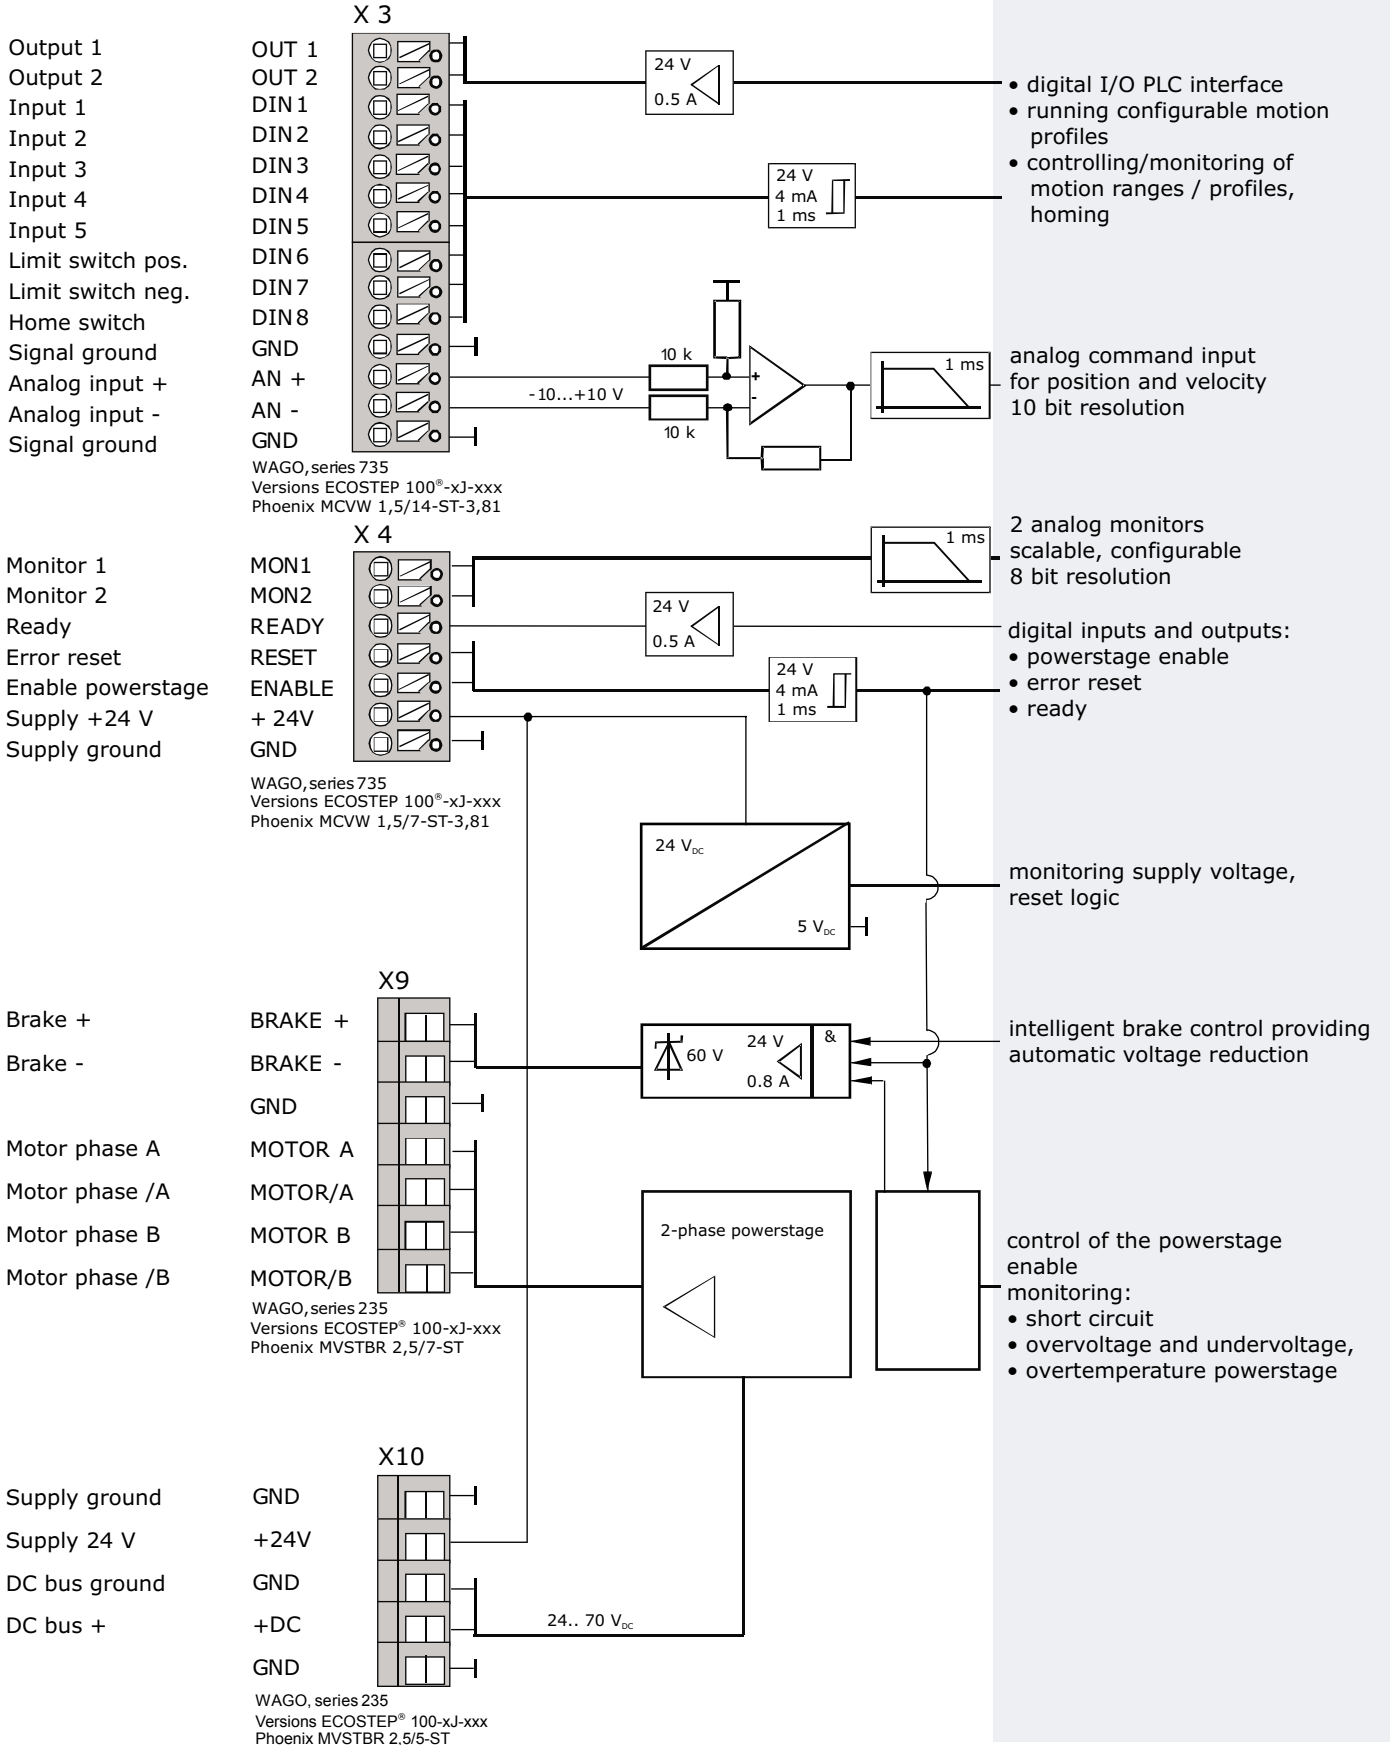 X 3
Output 1 OUT 1
Output 2 OUT 2
Input 1 DIN1
Input 2 DIN2
Input 3 DIN3
Input 4 DIN4
Input 5 DIN5
Limit switch pos. DIN6
Limit switch neg. DIN7
Home switch DIN8
Signal ground GND
Analog input + AN +
Analog input - AN -
Signal ground GND
24 V
0.5 A
• digital I/O PLC interface
• running configurable motion
profiles
• controlling/monitoring of
motion ranges / profiles,
homing
24 V
4 mA
1 ms
10 k
-10...+10 V
10 k
+
-
1 ms
analog command input
for position and velocity
10 bit resolution
WAGO, series 735
Versions ECOSTEP 100®-xJ-xxx
Phoenix MCVW 1,5/14-ST-3,81
X 4
Monitor 1 MON1
Monitor 2 MON2
Ready READY
Error reset RESET
Enable powerstage ENABLE
Supply +24 V + 24V
Supply ground GND
1 ms
2 analog monitors
scalable, configurable
8 bit resolution
24 V
0.5 A
24 V
4 mA
1 ms
digital inputs and outputs:
• powerstage enable
• error reset
• ready
WAGO, series 735
Versions ECOSTEP 100®-xJ-xxx
Phoenix MCVW 1,5/7-ST-3,81
24 VDC
5 VDC
monitoring supply voltage,
reset logic
X9
Brake + BRAKE +
Brake - BRAKE -
GND
Motor phase A MOTOR A
Motor phase /A MOTOR/A
Motor phase B MOTOR B
Motor phase /B MOTOR/B
60 V
24 V
0.8 A
&
intelligent brake control providing
automatic voltage reduction
2-phase powerstage
control of the powerstage
enable
monitoring:
• short circuit
• overvoltage and undervoltage,
• overtemperature powerstage
WAGO, series 235
Versions ECOSTEP® 100-xJ-xxx
Phoenix MVSTBR 2,5/7-ST
X10
Supply ground GND
Supply 24 V +24V
DC bus ground GND
DC bus + +DC
GND
24.. 70 VDC
WAGO, series 235
Versions ECOSTEP® 100-xJ-xxx
Phoenix MVSTBR 2,5/5-ST